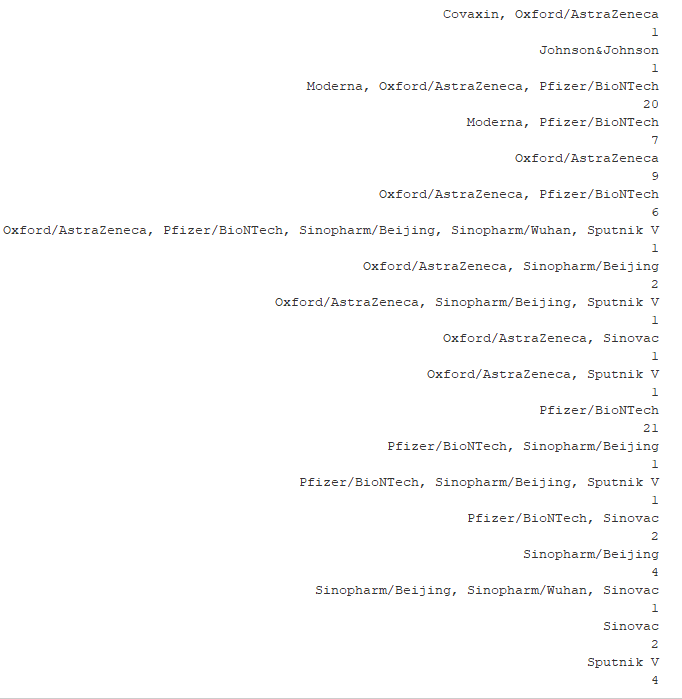 Covaxin, Oxford/AstraZeneca
1
Johnson&Johnson
1
Moderna, Oxford/AstraZeneca, Pfizer/BioNTech
20
Moderna, Pfizer/BioNTech
7
Oxford/AstraZeneca
9
Oxford/AstraZeneca, Pfizer/BioNTech
6
Oxford/AstraZeneca, Pfizer/BioNTech, Sinopharm/Beijing, Sinopharm/Wuhan, Sputnik V
1
Oxford/AstraZeneca, Sinopharm/Beijing
2
Oxford/AstraZeneca, Sinopharm/Beijing, Sputnik V
1
Oxford/AstraZeneca, Sinovac
1
Oxford/AstraZeneca, Sputnik V
1
Pfizer/BioNTech
21
Pfizer/BioNTech, Sinopharm/Beijing
1
Pfizer/BioNTech, Sinopharm/Beijing, Sputnik V
1
Pfizer/BioNTech, Sinovac
2
Sinopharm/Beijing
4
Sinopharm/Beijing, Sinopharm/Wuhan, Sinovac
1
Sinovac
2
Sputnik V
4